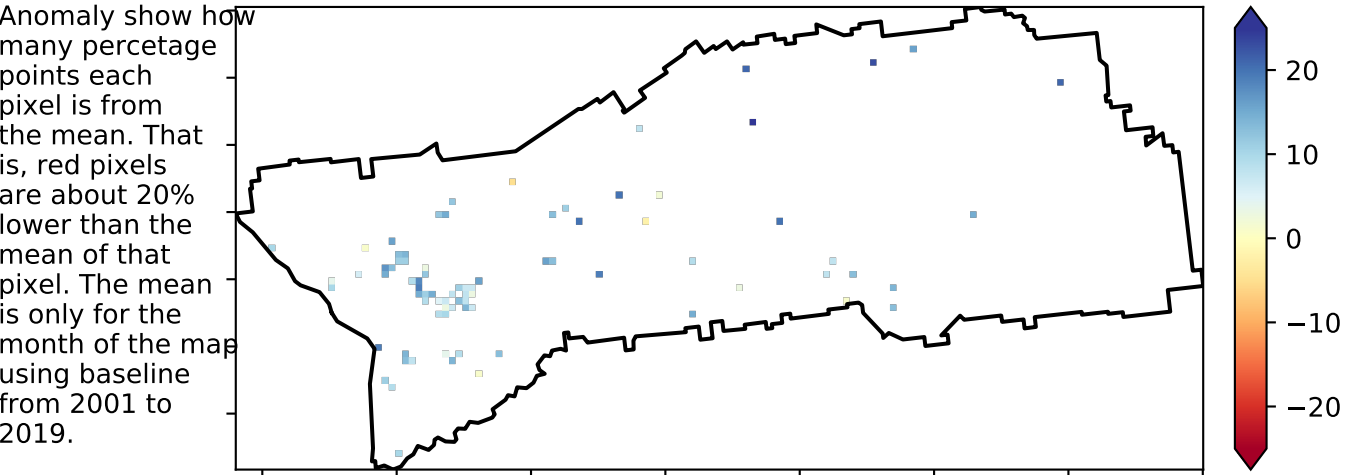 Anomaly show how
many percetage
points each
pixel is from
the mean. That
is, red pixels
are about 20%
lower than the
mean of that
pixel. The mean
is only for the
month of the map
using baseline
from 2001 to
2019.
20
10
0
−10
−20